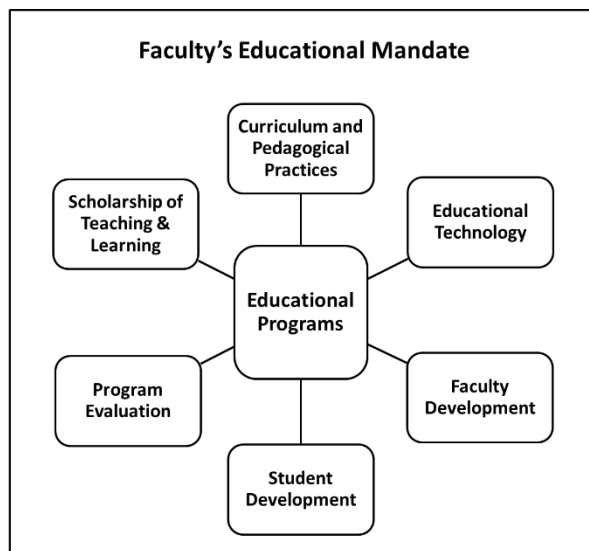 Faculty’s Educational Mandate
Curriculum and
Pedagogical
Practices
Scholarship of
Teaching &
Learning
Educational
Technology
Educational
Programs
Program
Evaluation
Faculty
Development
Student
Development